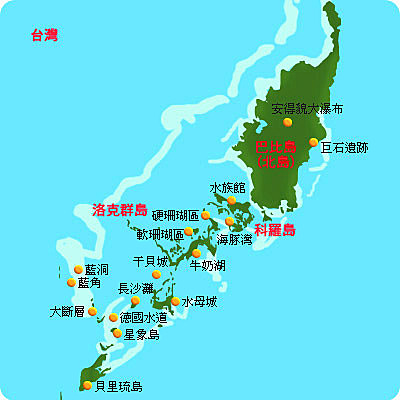 台灣
安得貌大瀑布
巴北島
(北島)
巨石遺跡
水族館
洛克群島
硬珊瑚區
海豚灣
科羅島
軟珊瑚區
干貝城
牛奶湖
藍洞
藍角
長沙灘
水母城
大斷層
德國水道
星象島
貝里琉島